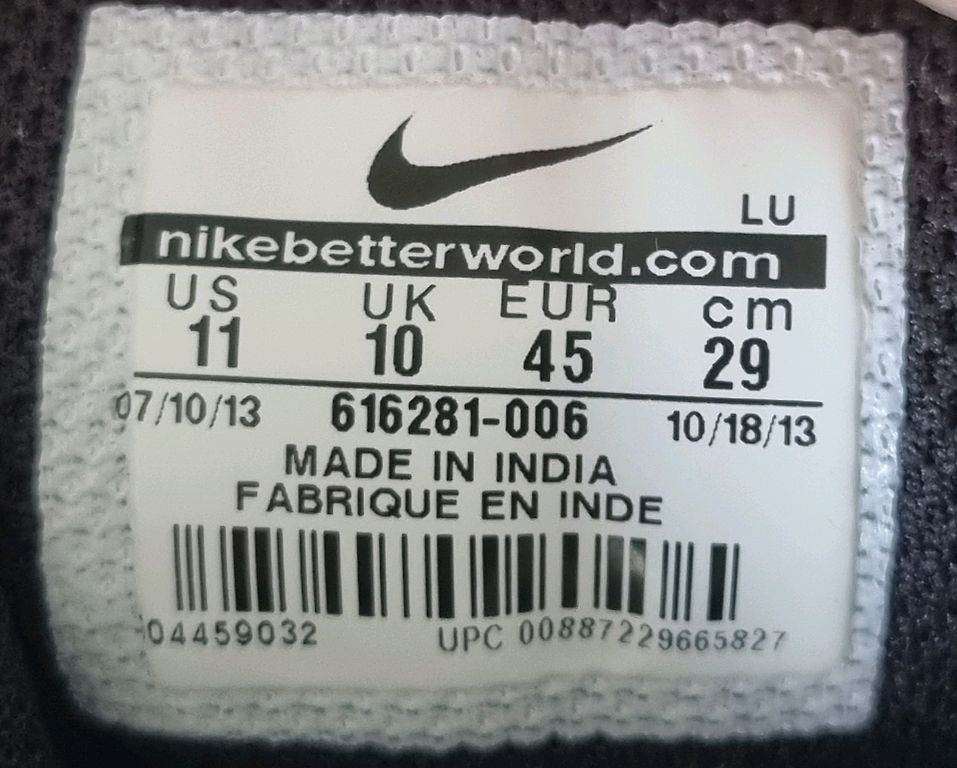 LU
nikebetterworld.com
US UK EUR cm
11 10 45 29
07/10/13 616281-006 10/18/13
MADE IN INDIA
FABRIQUE EN INDE
04459032 UPC 00887229665827